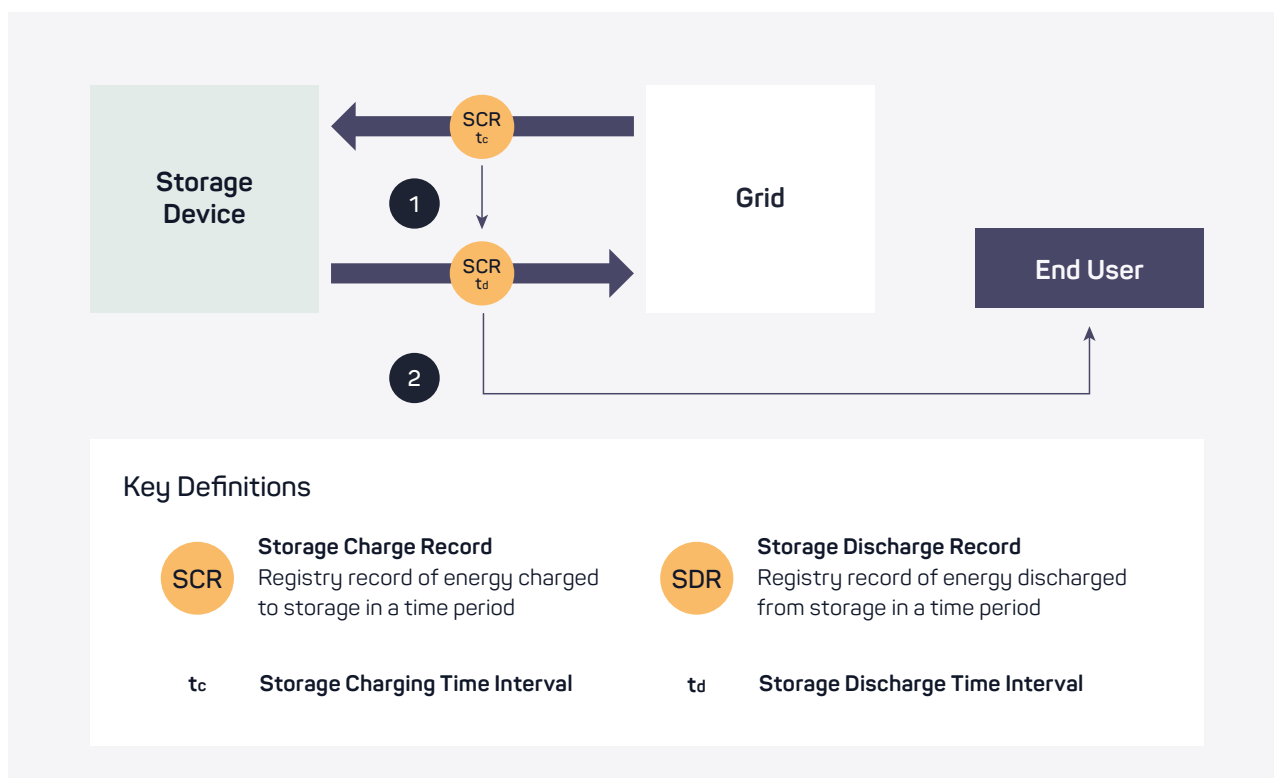 SCR
tc
Storage
Device
1
Grid
SCR
td
End User
2
Key Definitions
SCR
Storage Charge Record
Registry record of energy charged
to storage in a time period
SDR
Storage Discharge Record
Registry record of energy discharged
from storage in a time period
tc
Storage Charging Time Interval
td
Storage Discharge Time Interval